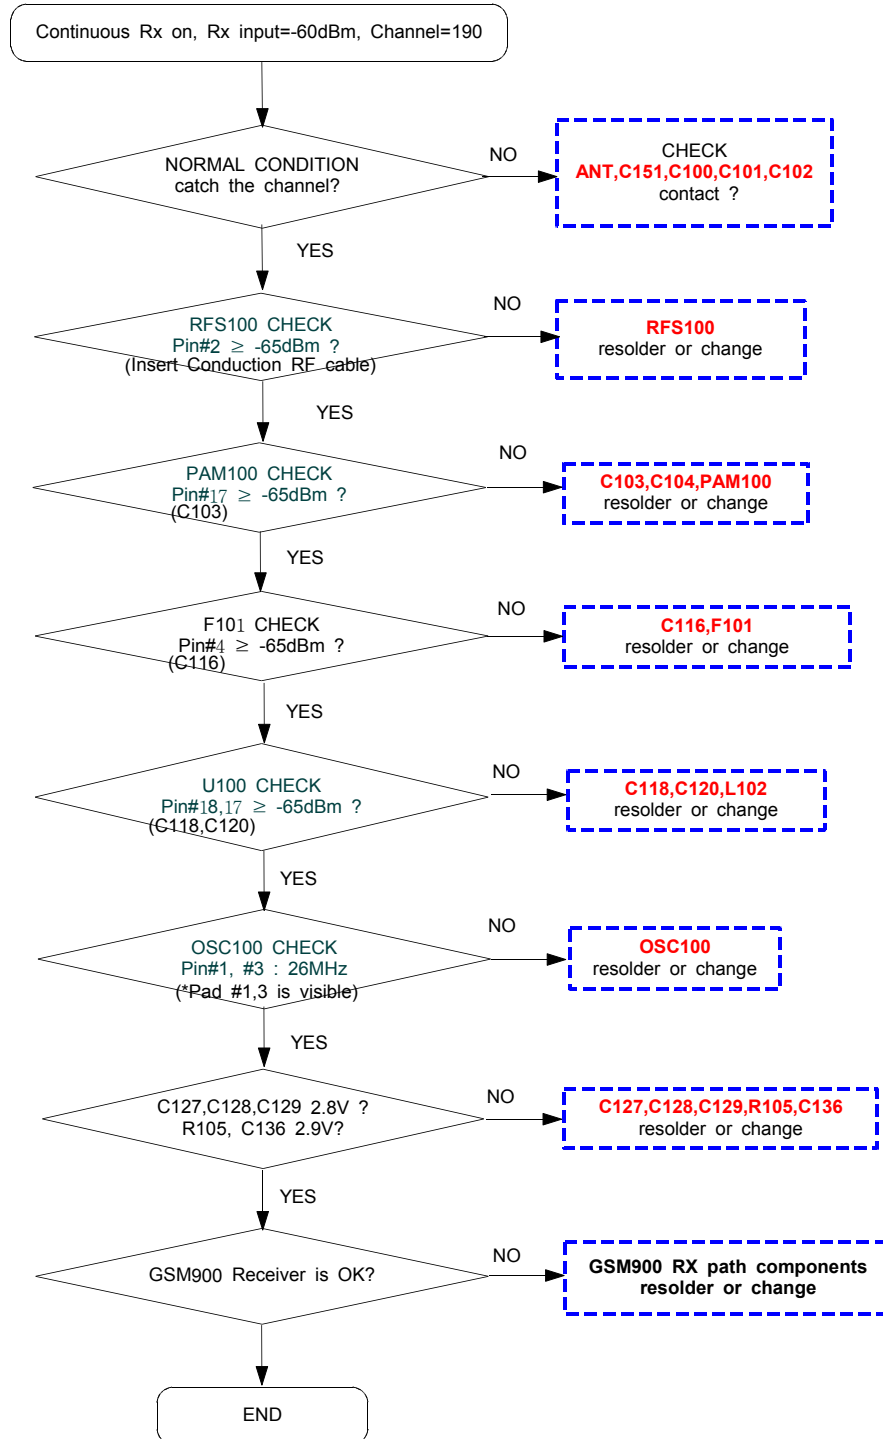 Continuous Rx on, Rx input=-60dBm, Channel=190
NORMAL CONDITION
catch the channel?
NO
CHECK
ANT,C151,C100,C101,C102
contact ?
YES
RFS100 CHECK
Pin#2 ≥ -65dBm ?
(Insert Conduction RF cable)
NO
RFS100
resolder or change
YES
PAM100 CHECK
Pin#17 ≥ -65dBm ?
(C103)
NO
C103,C104,PAM100
resolder or change
YES
F101 CHECK
Pin#4 ≥ -65dBm ?
(C116)
NO
C116,F101
resolder or change
YES
U100 CHECK
Pin#18,17 ≥ -65dBm ?
(C118,C120)
NO
C118,C120,L102
resolder or change
YES
OSC100 CHECK
Pin#1, #3 : 26MHz
(*Pad #1,3 is visible)
NO
OSC100
resolder or change
YES
C127,C128,C129 2.8V ?
R105, C136 2.9V?
NO
C127,C128,C129,R105,C136
resolder or change
YES
GSM900 Receiver is OK?
NO
GSM900 RX path components
resolder or change
END